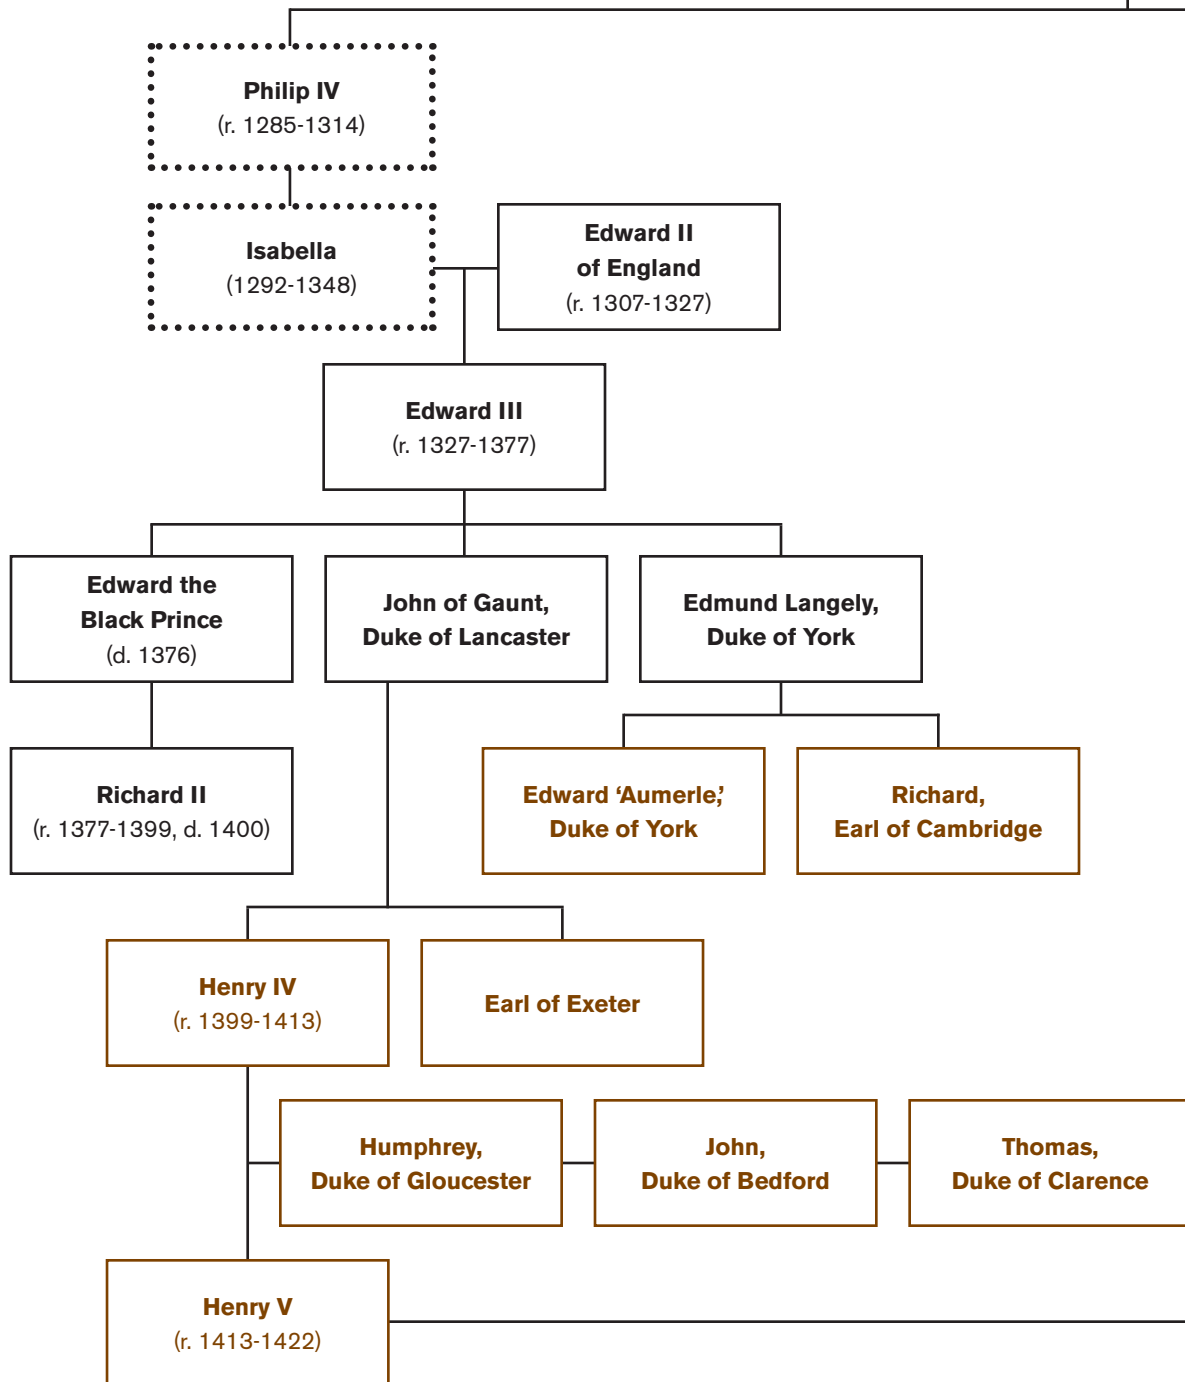 Philip IV
(r. 1285-1314)
Isabella
(1292-1348)
Edward II
of England
(r. 1307-1327)
Edward III
(r. 1327-1377)
Edward the
Black Prince
(d. 1376)
John of Gaunt,
Duke of Lancaster
Edmund Langely,
Duke of York
Richard II
(r. 1377-1399, d. 1400)
Edward ‘Aumerle,’
Duke of York
Richard,
Earl of Cambridge
Henry IV
(r. 1399-1413)
Earl of Exeter
Humphrey,
Duke of Gloucester
John,
Duke of Bedford
Thomas,
Duke of Clarence
Henry V
(r. 1413-1422)